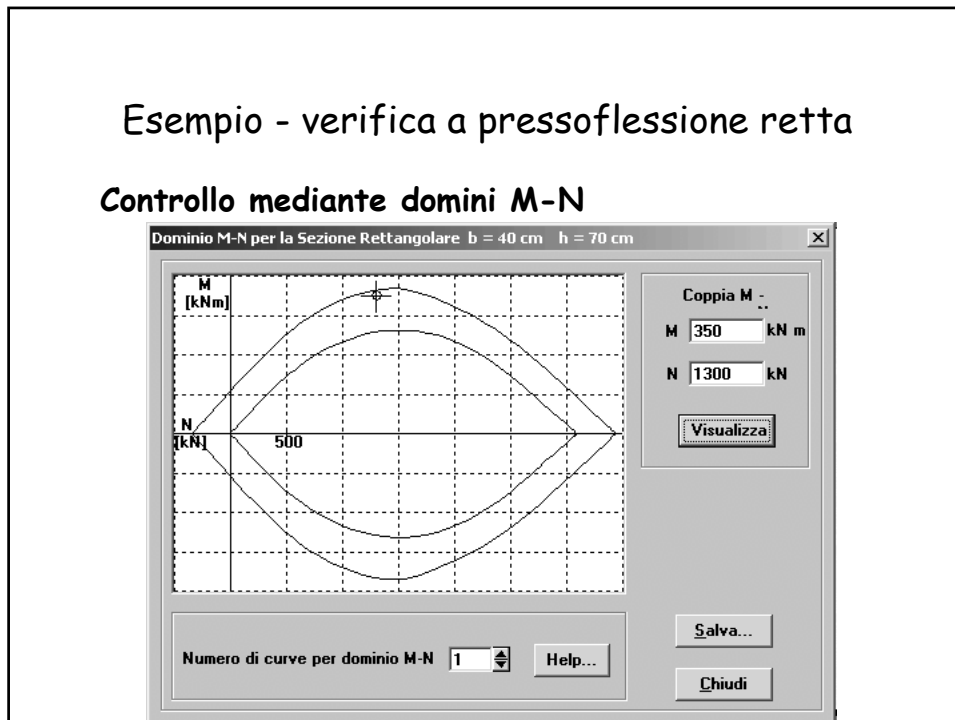 Esempio - verifica a pressoflessione retta
Controllo mediante domini M-N
Dominio M-N per la Sezione Rettangolare b = 40 cm h = 70 cm
M
[kNm]
N
[kN]
500
Coppia M -
M 350 kN m
N 1300 kN
Visualizza
Numero di curve per dominio M-N 1 Help...
Salva...
Chiudi